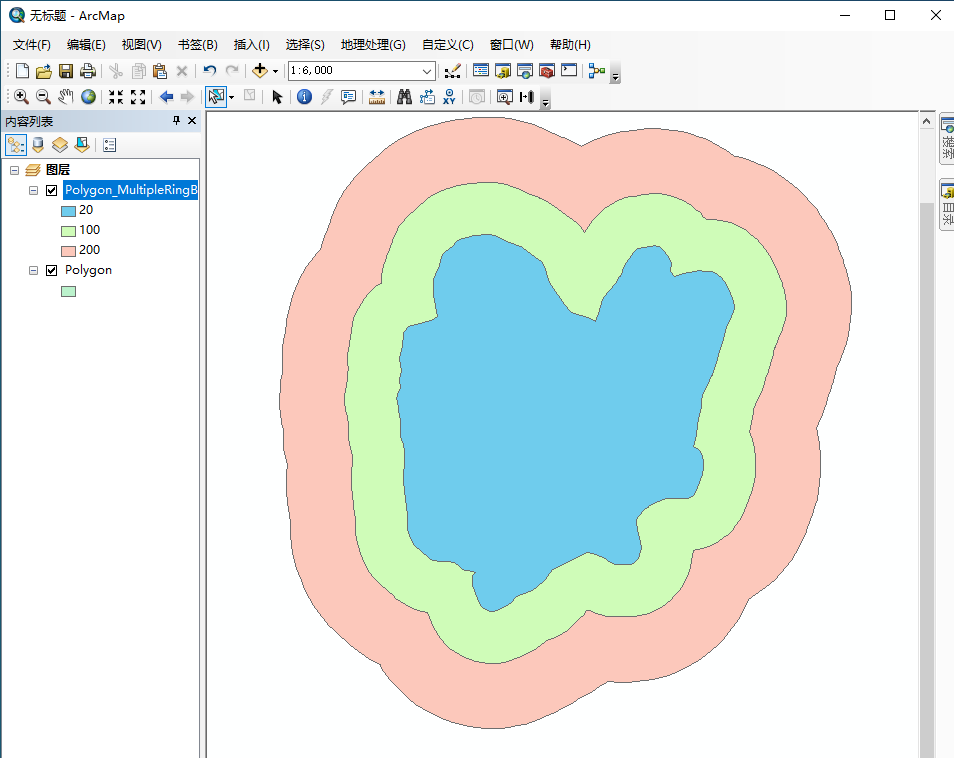 无标题 - ArcMap
文件(F) 编辑(E) 视图(V) 书签(B) 插入(I) 选择(S) 地理处理(G) 自定义(C) 窗口(W) 帮助(H)
1:6,000
XY
内容列表
图层
Polygon_MultipleRingB
20
100
200
Polygon
搜索
目录